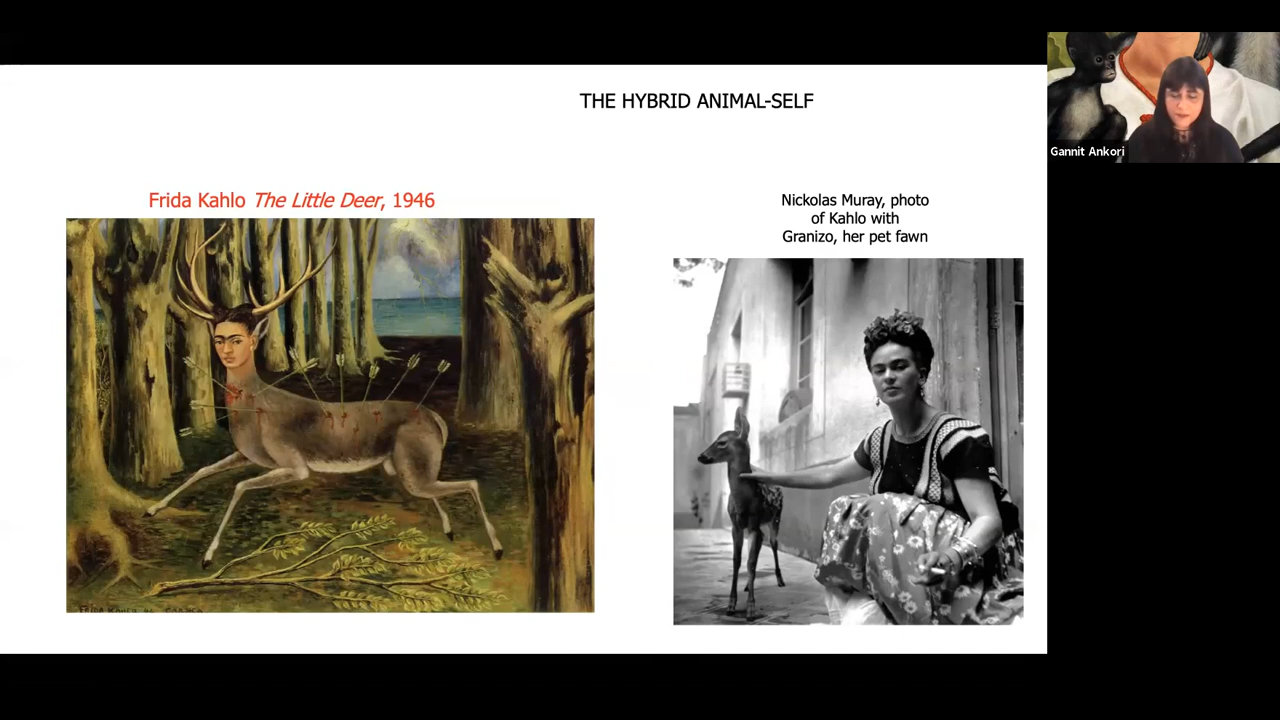 THE HYBRID ANIMAL-SELF
Gannit Ankori
Frida Kahlo The Little Deer, 1946
Nickolas Muray, photo
of Kahlo with
Granizo, her pet fawn